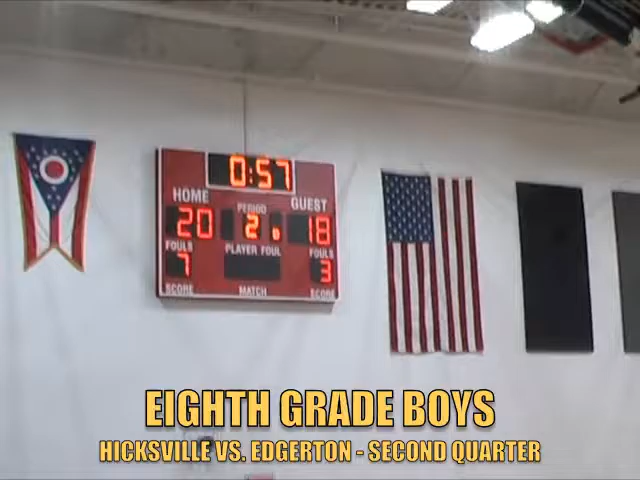 0:57
HOME PERIOD GUEST
20 2 18
FOULS PLAYER FOUL FOULS
7 3
SCORE MATCH SCORE
EIGHTH GRADE BOYS
HICKSVILLE VS. EDGERTON - SECOND QUARTER